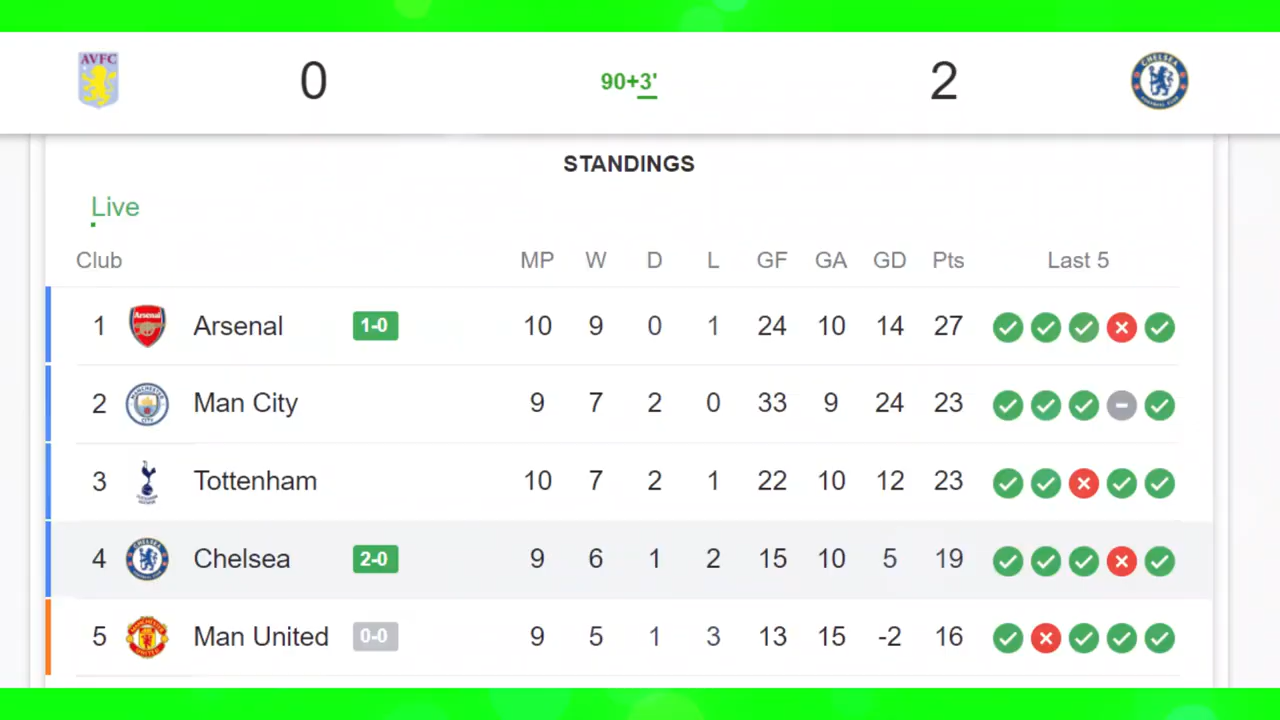 AVFC 0 90+3' 2 CHELSEA
STANDINGS
Live
Club MP W D L GF GA GD Pts Last 5
1 Arsenal Arsenal 1-0 10 9 0 1 24 10 14 27
2 Man City 9 7 2 0 33 9 24 23
3 Tottenham 10 7 2 1 22 10 12 23
4 Chelsea 2-0 9 6 1 2 15 10 5 19
5 Man United 0-0 9 5 1 3 13 15 -2 16